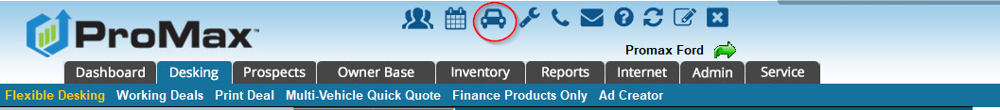 ProMax™
Promax Ford
Dashboard Desking Prospects Owner Base Inventory Reports Internet Admin Service
Flexible Desking Working Deals Print Deal Multi-Vehicle Quick Quote Finance Products Only Ad Creator